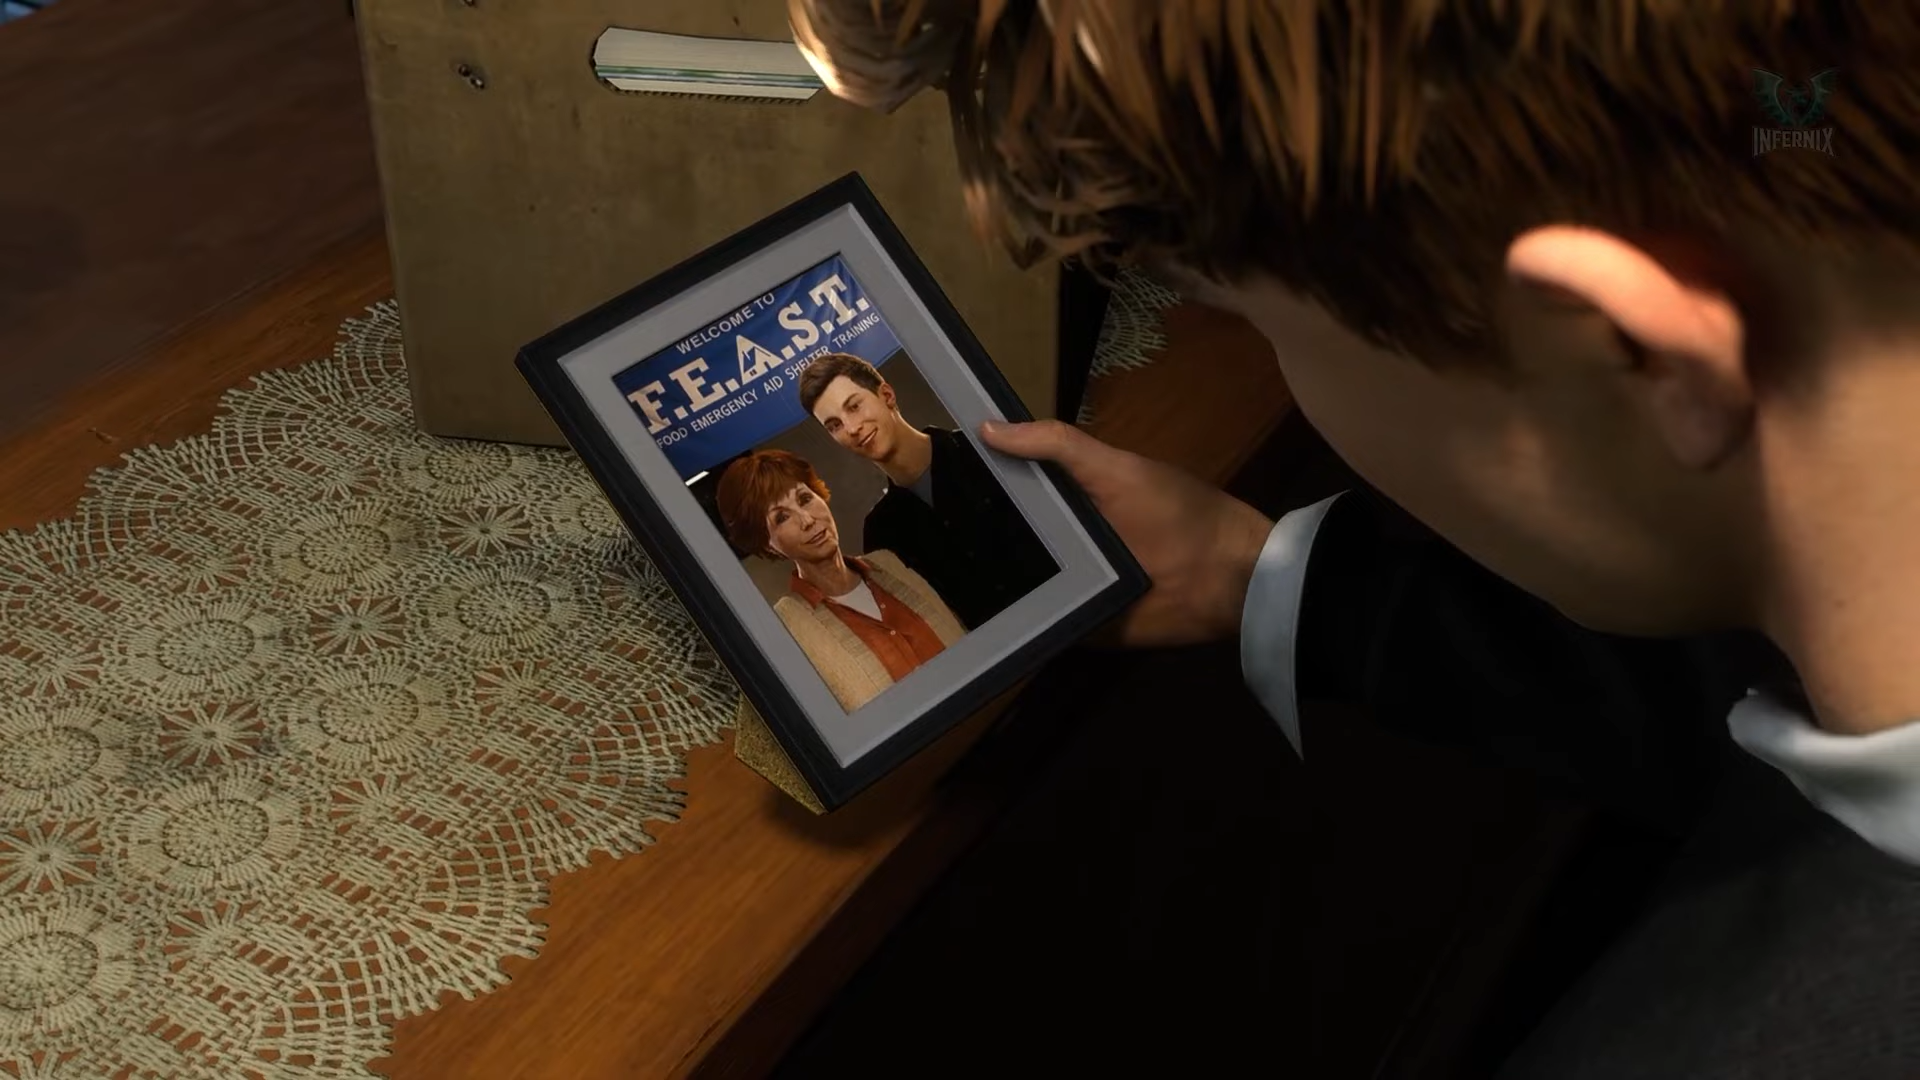 WELCOME TO
F.E.A.S.T.
FOOD EMERGENCY AID SHELTER TRAINING
INFERNIX